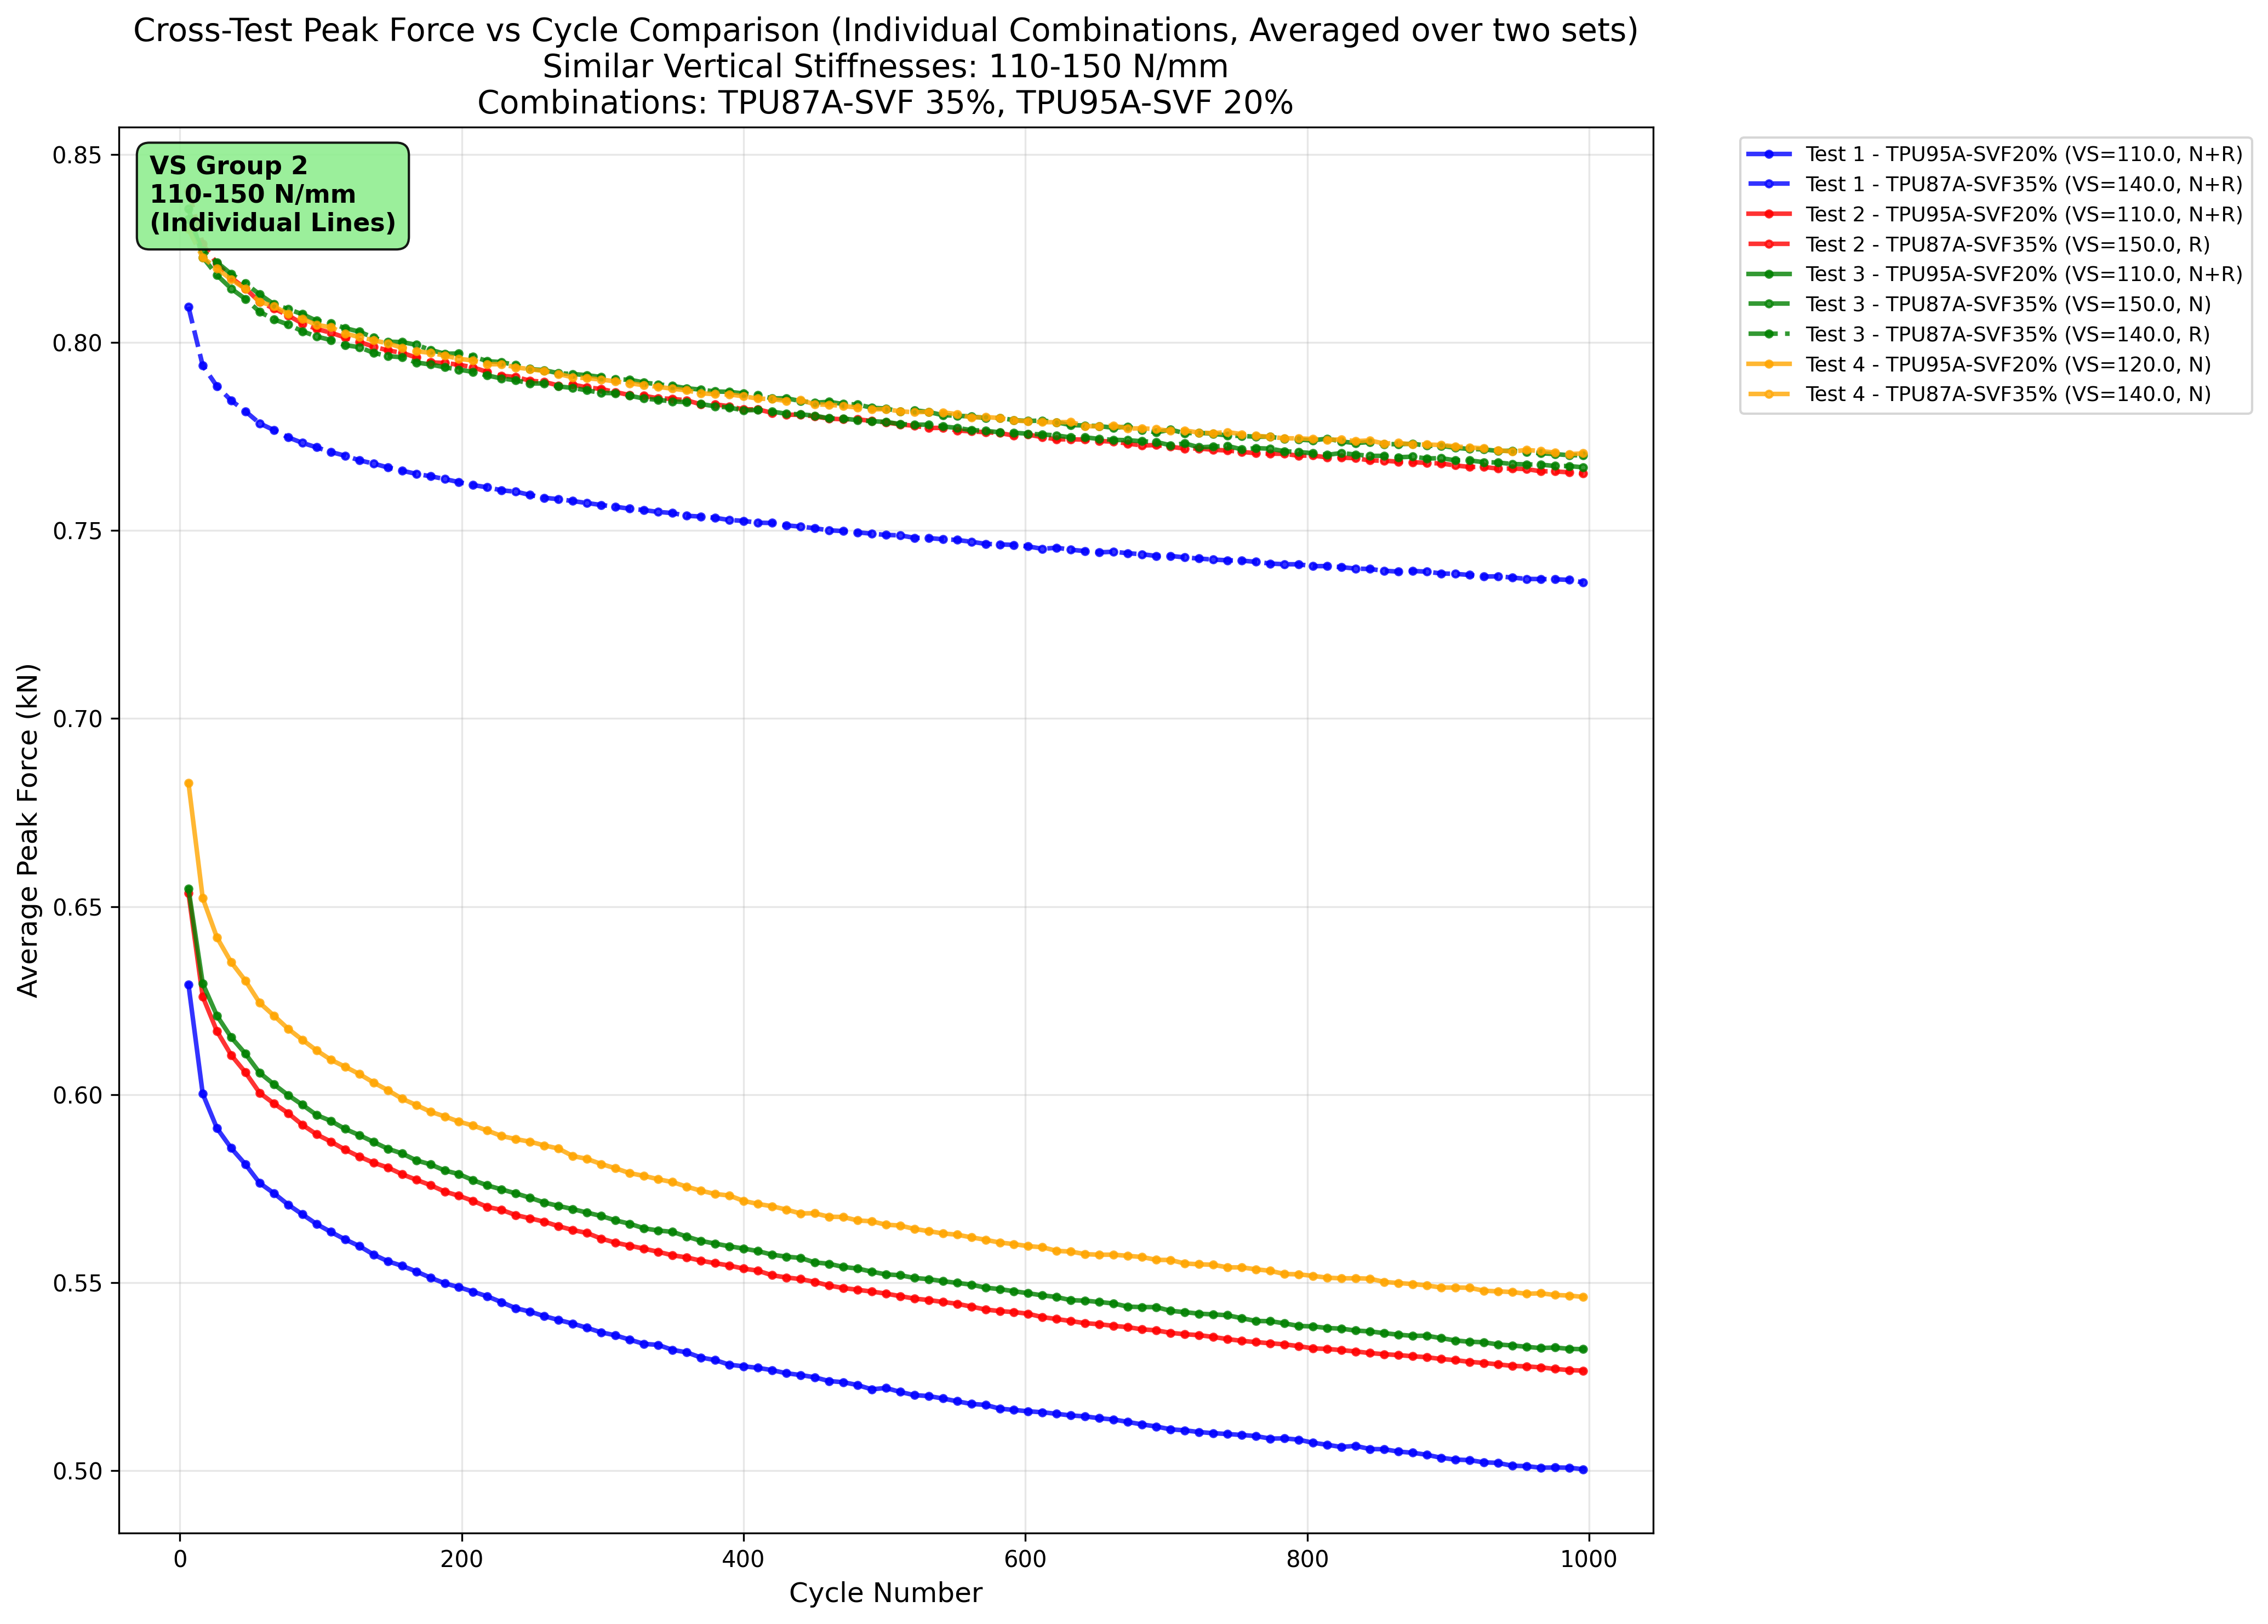 Cross-Test Peak Force vs Cycle Comparison (Individual Combinations, Averaged over two sets)
Similar Vertical Stiffnesses: 110-150 N/mm
Combinations: TPU87A-SVF 35%, TPU95A-SVF 20%
VS Group 2
110-150 N/mm
(Individual Lines)
Test 1 - TPU95A-SVF20% (VS=110.0, N+R)
Test 1 - TPU87A-SVF35% (VS=140.0, N+R)
Test 2 - TPU95A-SVF20% (VS=110.0, N+R)
Test 2 - TPU87A-SVF35% (VS=150.0, R)
Test 3 - TPU95A-SVF20% (VS=110.0, N+R)
Test 3 - TPU87A-SVF35% (VS=150.0, N)
Test 3 - TPU87A-SVF35% (VS=140.0, R)
Test 4 - TPU95A-SVF20% (VS=120.0, N)
Test 4 - TPU87A-SVF35% (VS=140.0, N)
Average Peak Force (kN)
0.85
0.80
0.75
0.70
0.65
0.60
0.55
0.50
0 200 400 600 800 1000
Cycle Number